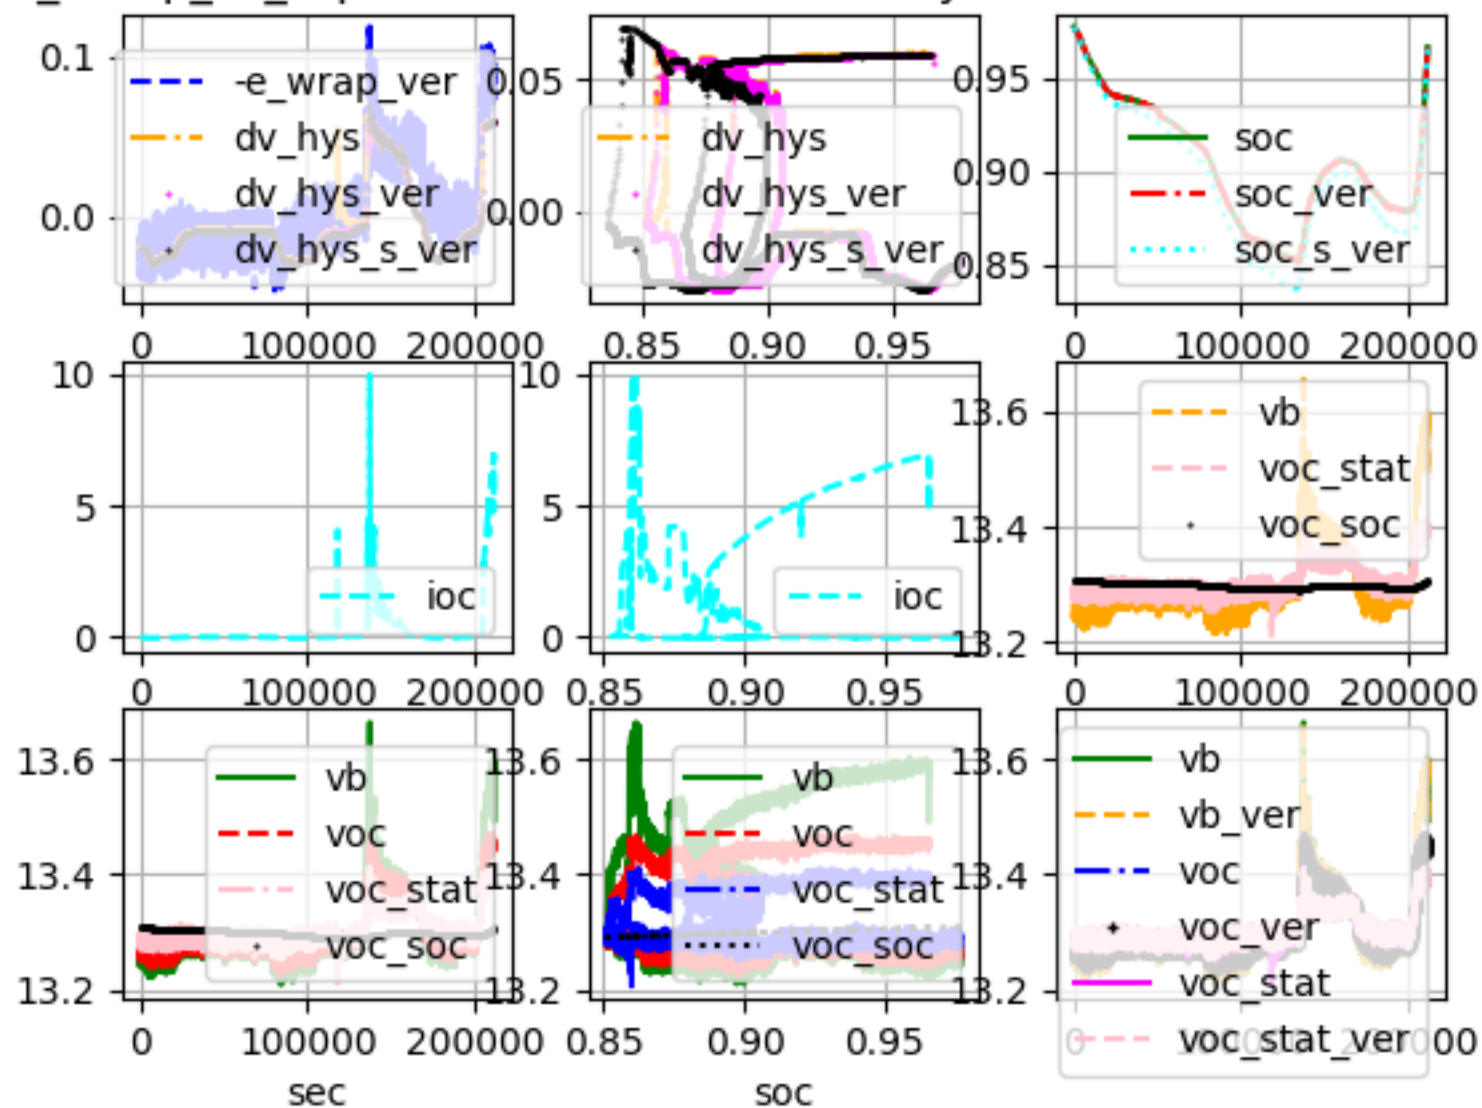 0.1
0.0
-e_wrap_ver
dv_hys
dv_hys_ver
dv_hys_s_ver
0 100000 200000
0.05
0.00
dv_hys
dv_hys_ver
dv_hys_s_ver
0.85 0.90 0.95
0.95
0.90
0.85
soc
soc_ver
soc_s_ver
0 100000 200000
10
5
0
ioc
0 100000 200000
10
5
0
ioc
0.85 0.90 0.95
13.6
13.4
13.2
vb
voc_stat
voc_soc
0 100000 200000
13.6
13.4
13.2
vb
voc
voc_stat
voc_soc
0 100000 200000
sec
13.6
13.4
13.2
vb
voc
voc_stat
voc_soc
0.85 0.90 0.95
soc
13.6
13.4
13.2
vb
vb_ver
voc
voc_ver
voc_stat
voc_stat_ver
0 100000 200000